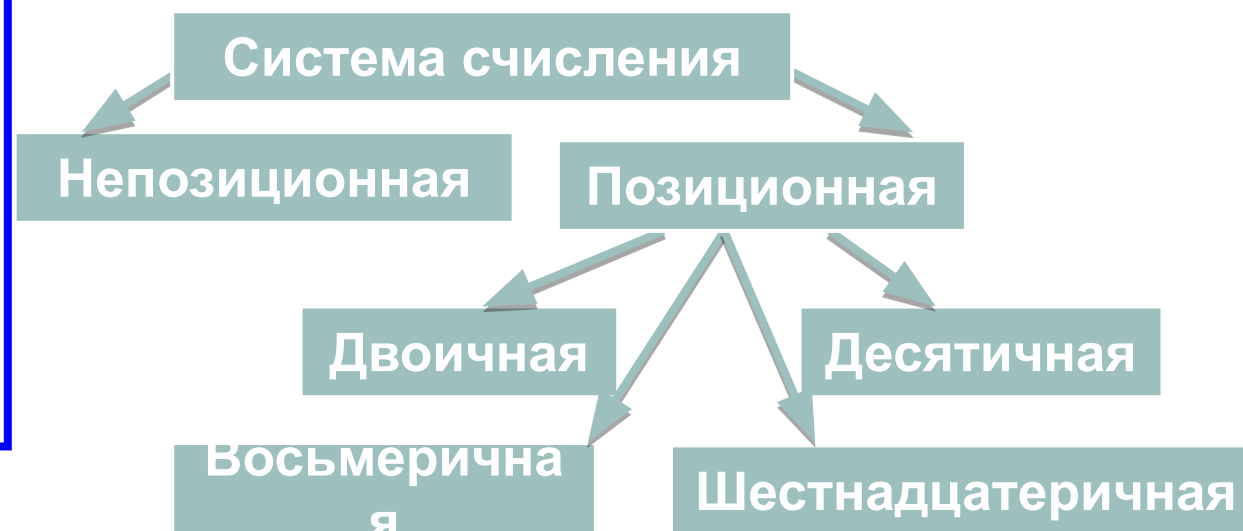 Система счисления
Непозиционная
Позиционная
Двоичная
Десятичная
Восьмерична
я
Шестнадцатеричная